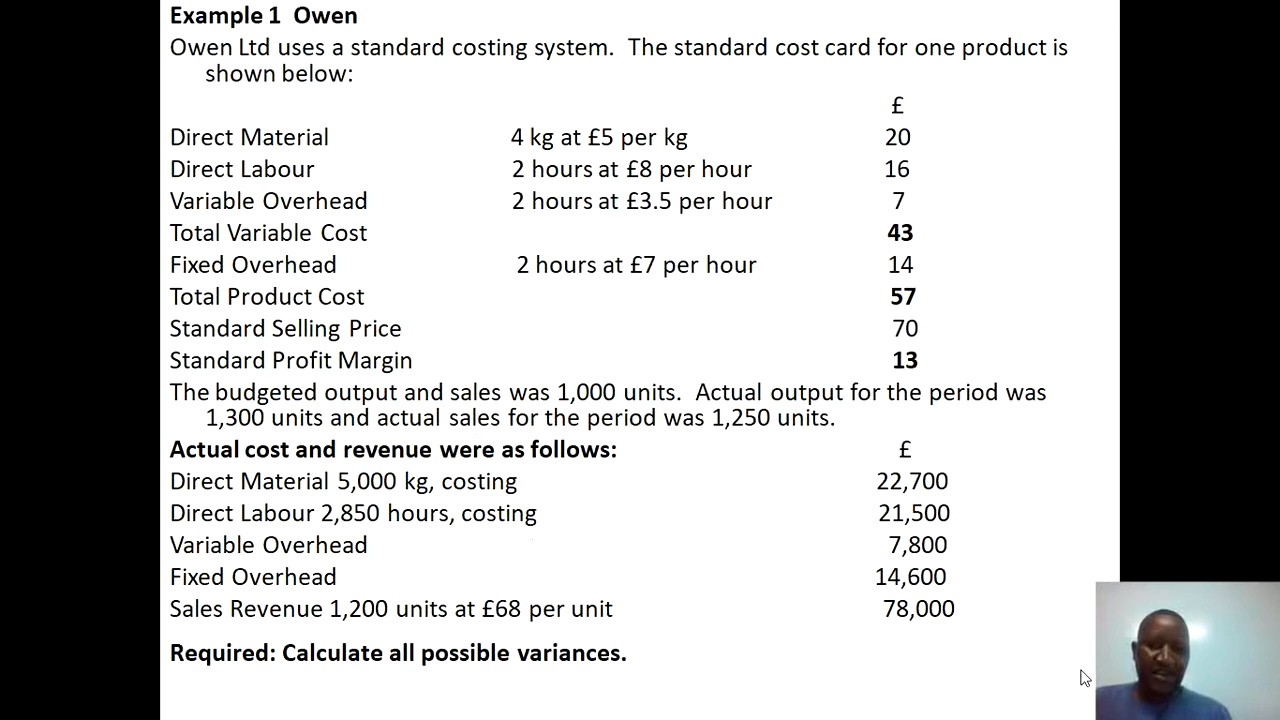 Example 1 Owen
Owen Ltd uses a standard costing system. The standard cost card for one product is
shown below:
£
Direct Material 4 kg at £5 per kg 20
Direct Labour 2 hours at £8 per hour 16
Variable Overhead 2 hours at £3.5 per hour 7
Total Variable Cost 43
Fixed Overhead 2 hours at £7 per hour 14
Total Product Cost 57
Standard Selling Price 70
Standard Profit Margin 13
The budgeted output and sales was 1,000 units. Actual output for the period was
1,300 units and actual sales for the period was 1,250 units.
Actual cost and revenue were as follows: £
Direct Material 5,000 kg, costing 22,700
Direct Labour 2,850 hours, costing 21,500
Variable Overhead 7,800
Fixed Overhead 14,600
Sales Revenue 1,200 units at £68 per unit 78,000
Required: Calculate all possible variances.